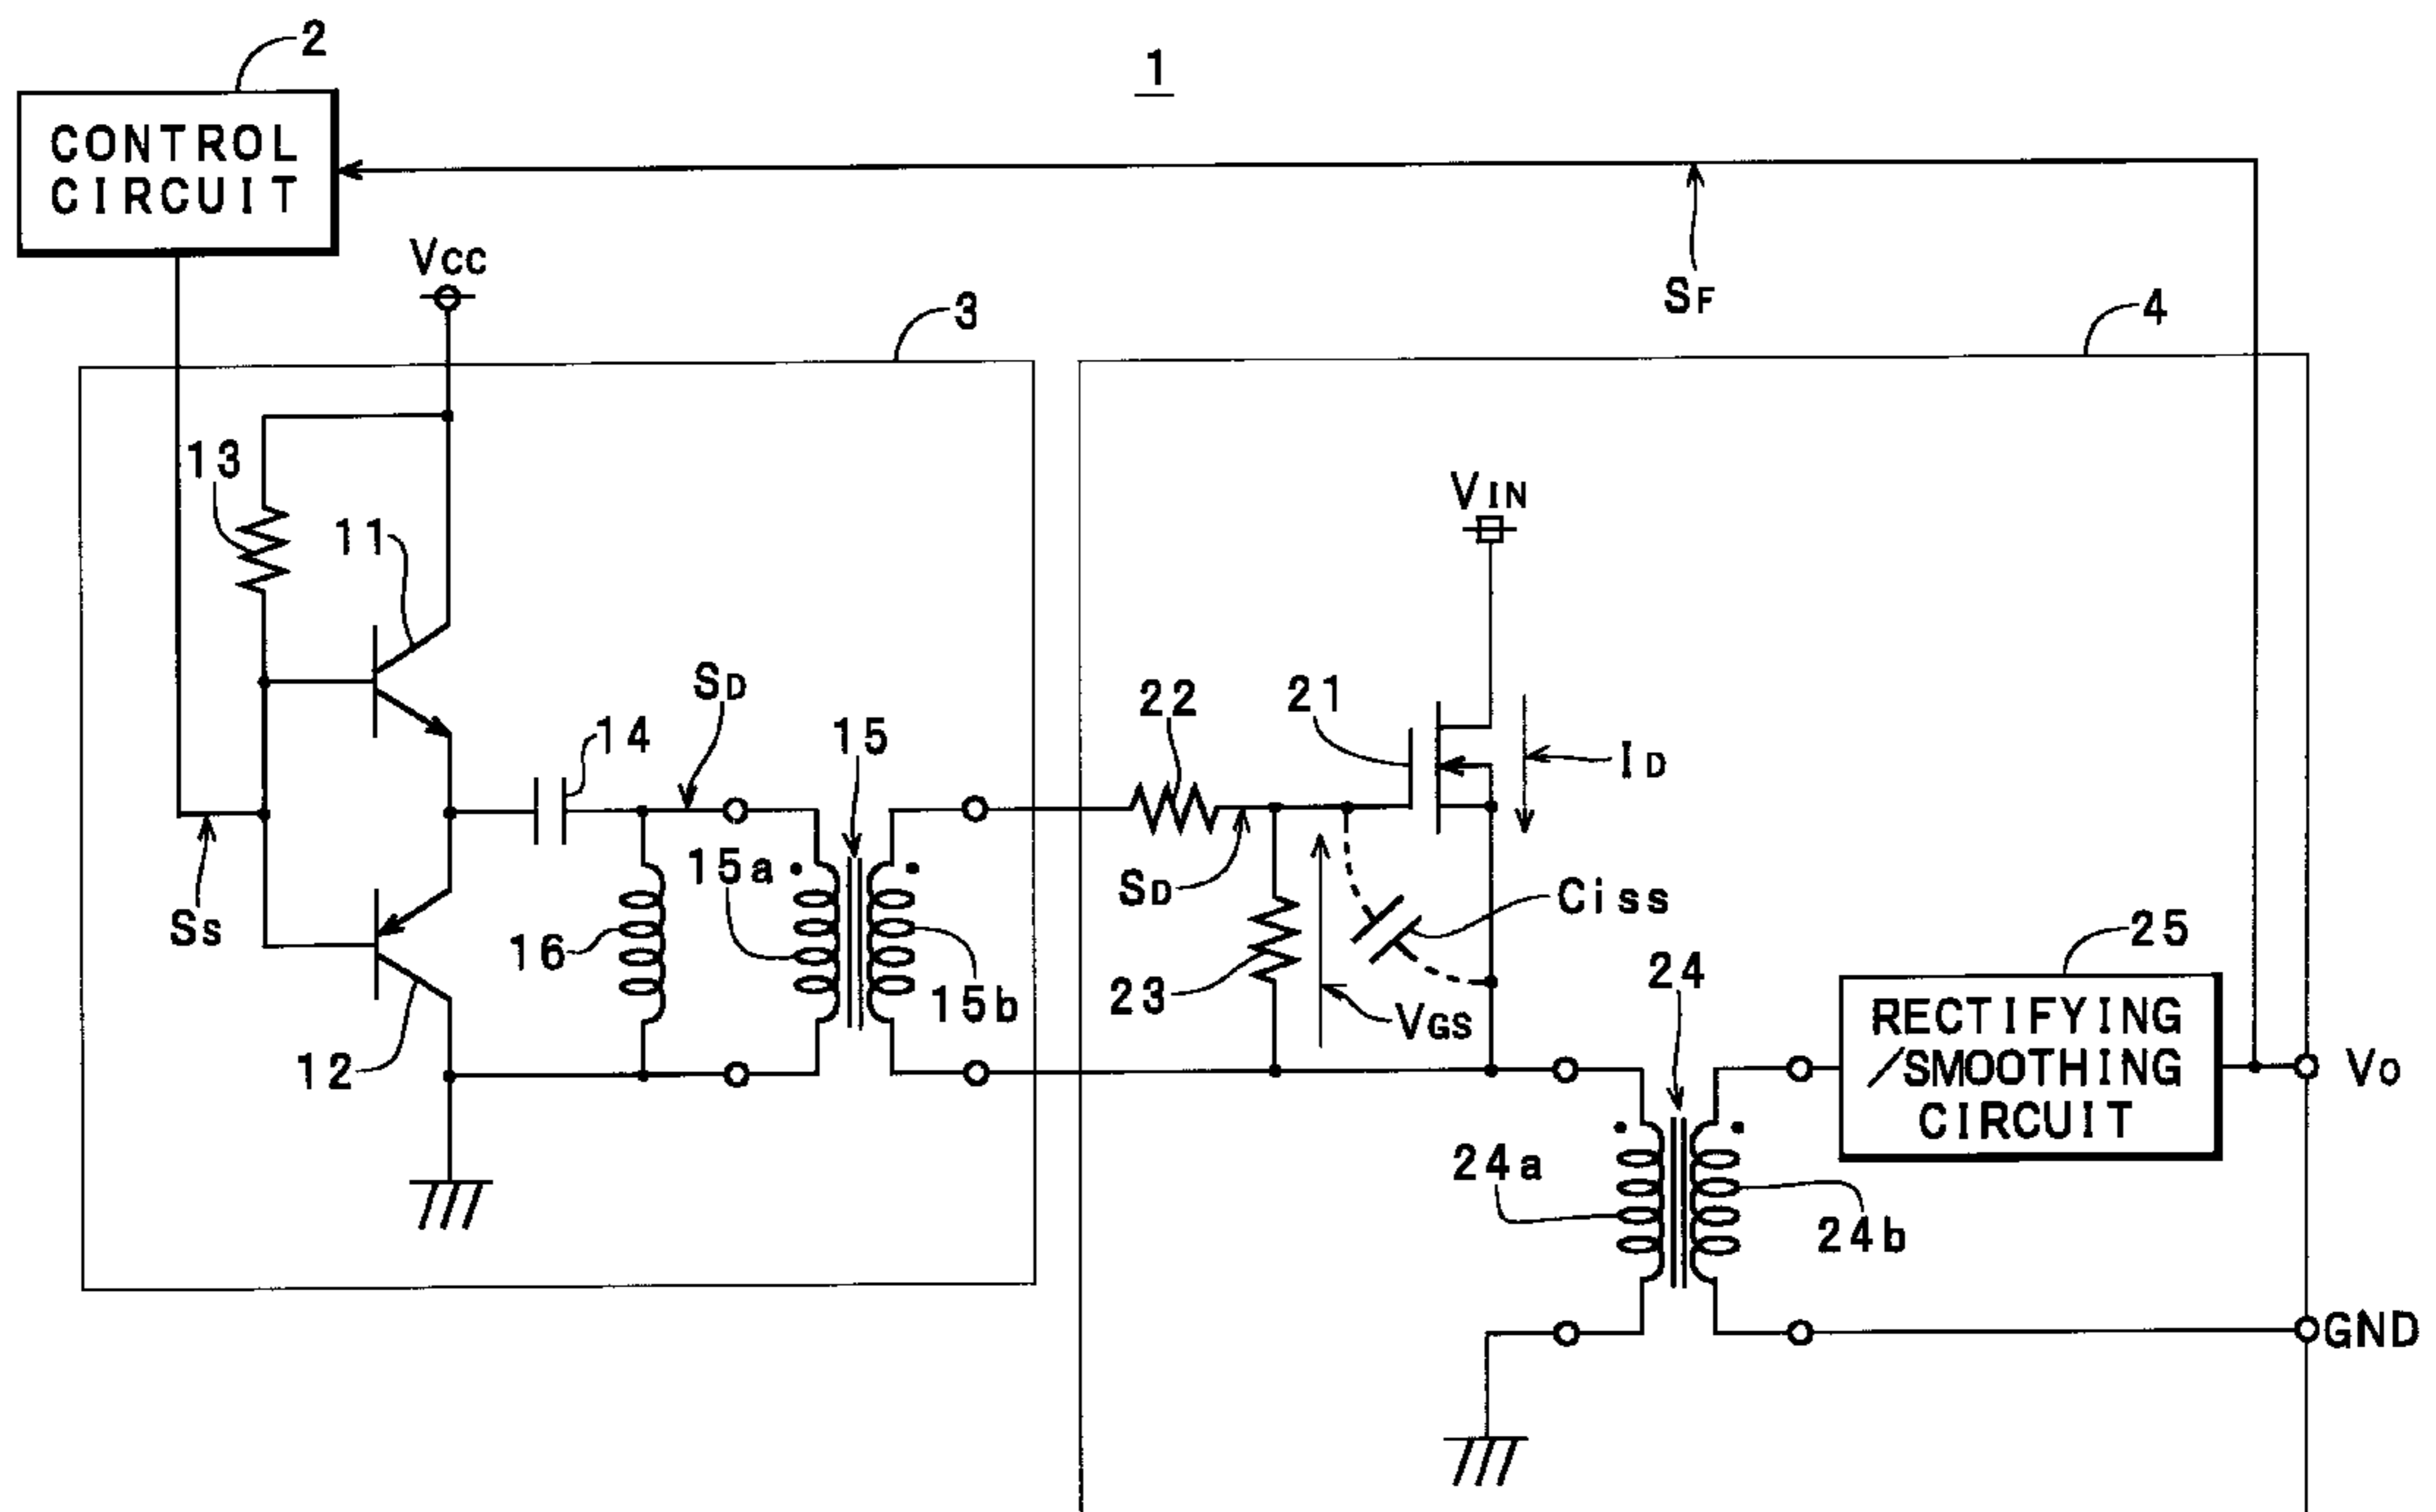 2
1
CONTROL
CIRCUIT
VCC
SF
3
4
13
11
VIN
SD
22
21
14
15
ID
15a
SD
Ciss
SS
16
25
24
23
15b
VGS
RECTIFYING
/SMOOTHING
CIRCUIT
VO
12
24a
24b
GND